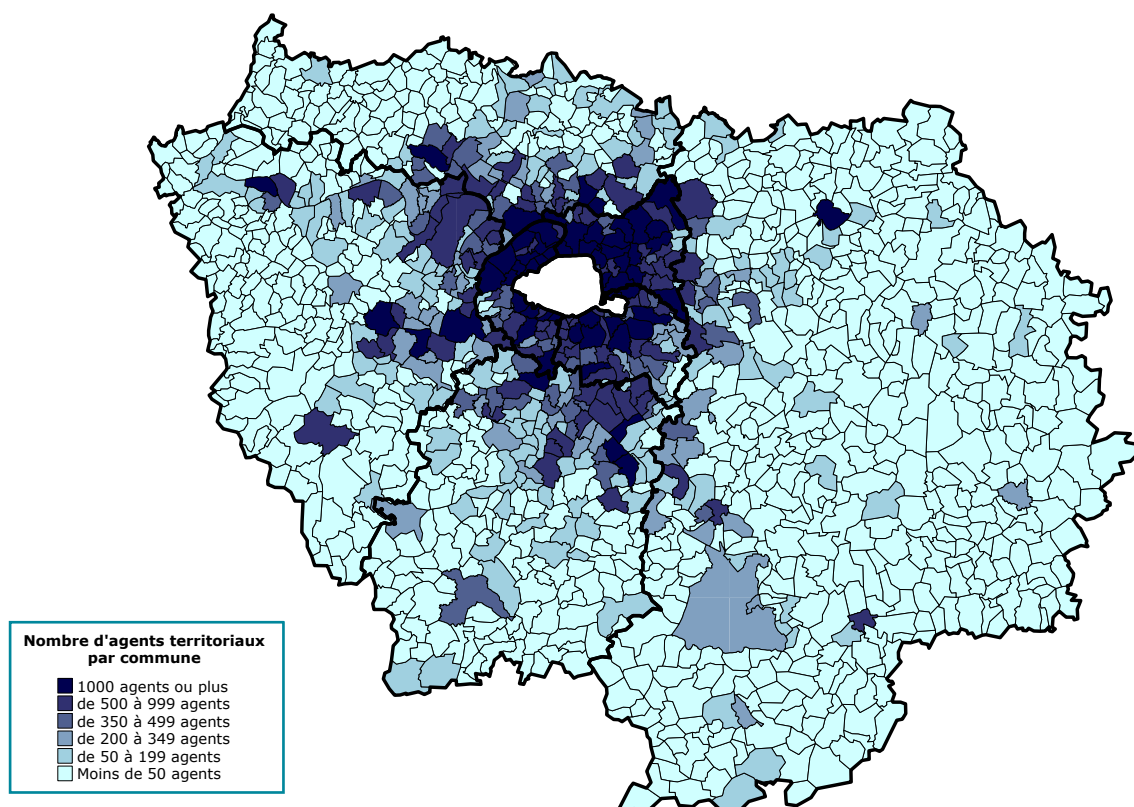 Nombre d'agents territoriaux
par commune
1000 agents ou plus
de 500 à 999 agents
de 350 à 499 agents
de 200 à 349 agents
de 50 à 199 agents
Moins de 50 agents